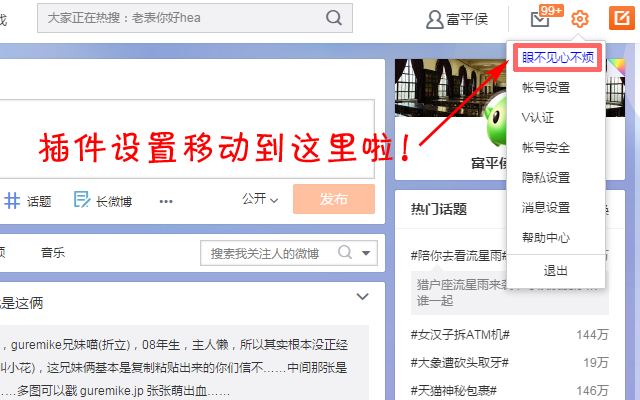 找
大家正在热搜：老表你好hea
富平侯
99+
眼不见心不烦
帐号设置
V认证
帐号安全
隐私设置
消息设置
帮助中心
退出
插件设置移动到这里啦!
富平侯
话题
长微博
公开
发布
热门话题
音乐
搜索我关注人的微博
#陪你去看流星雨#
万
猎户座流星雨来
谁一起
是这俩
#女汉子拆ATM机#
144万
，guremike兄妹喵(折立)，08年生，主人懒，所以其实根本没正经
叫小花)，这兄妹俩基本是复制粘贴出来的你们信不……中间那张是
……多图可以戳 guremike.jp 张张萌出血……
#大象遭砍头取牙#
19万
#天猫神秘包裹#
146万